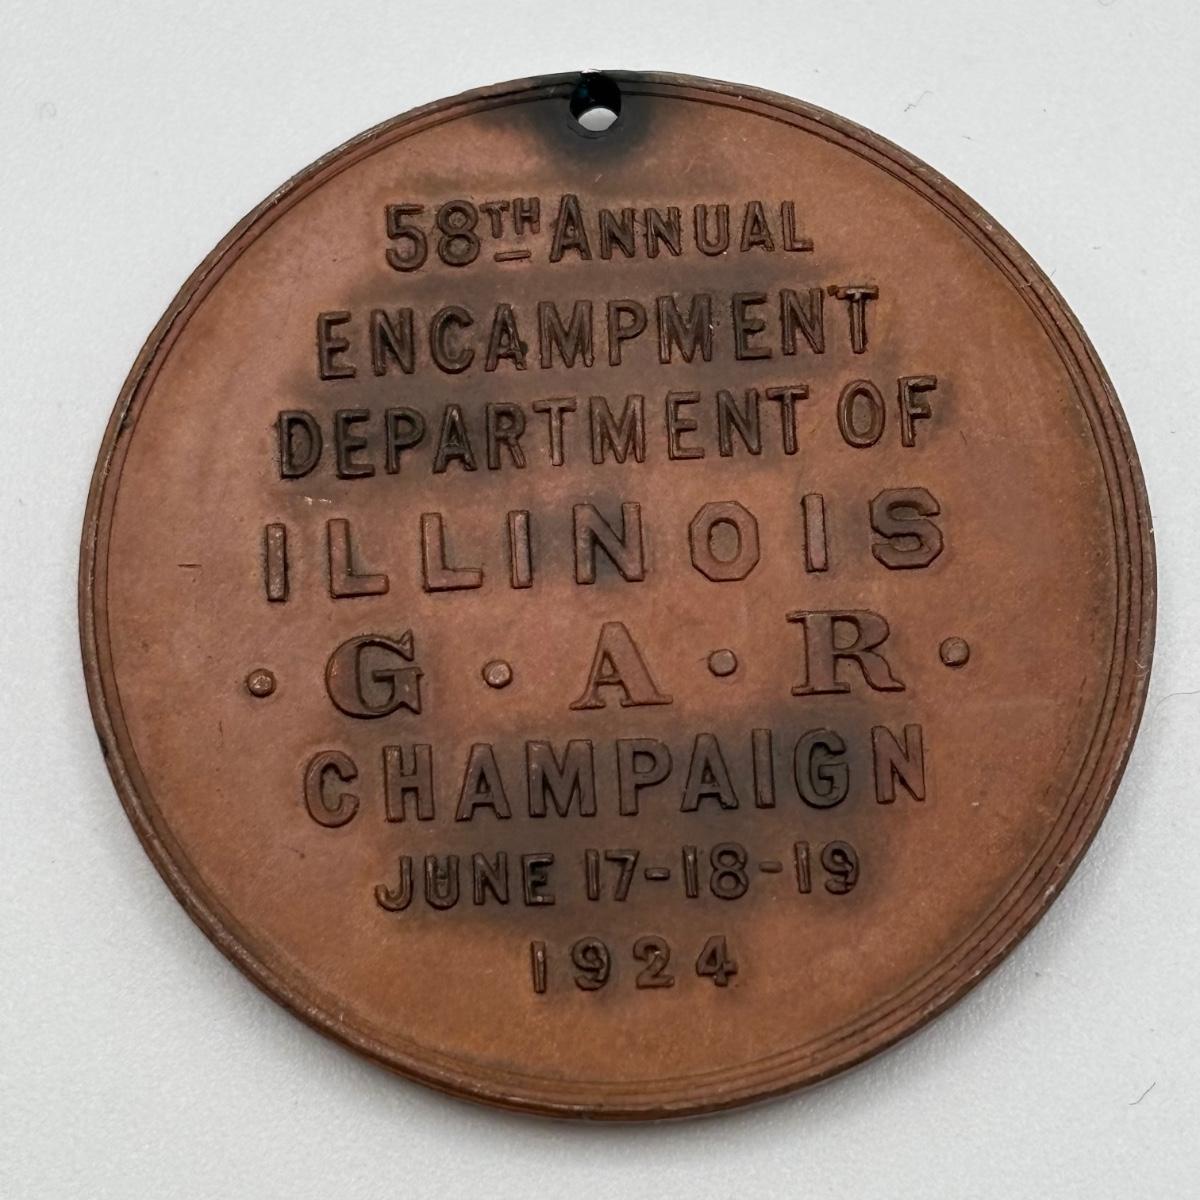 58TH ANNUAL
ENCAMPMENT
DEPARTMENT OF
ILLINOIS
· G · A · R ·
CHAMPAIGN
JUNE 17-18-19
1924